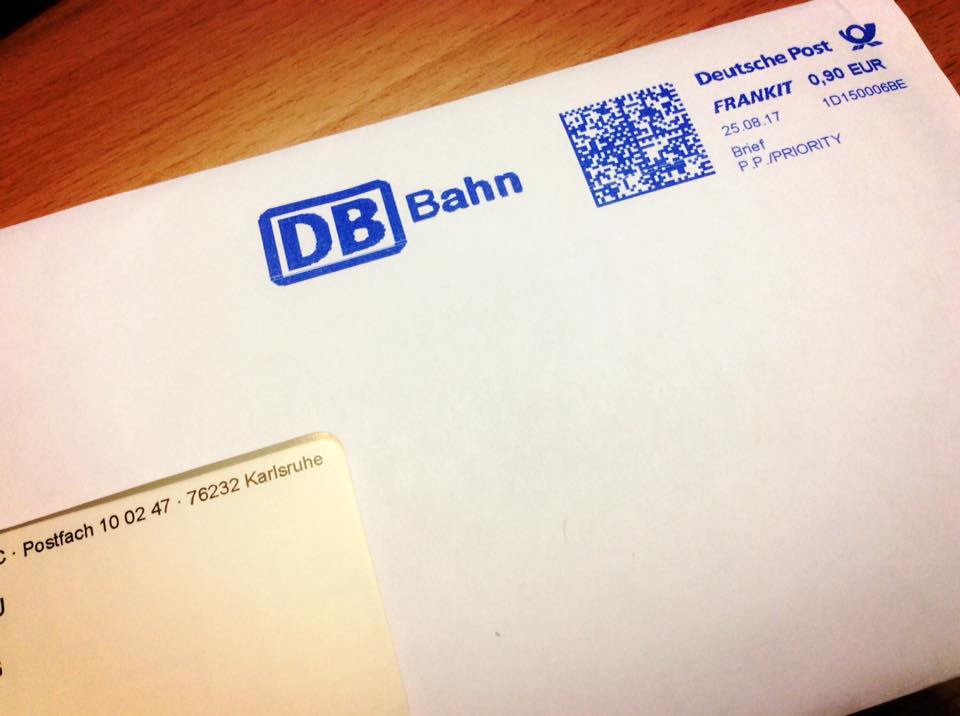 Deutsche Post
FRANKIT 0,90 EUR
25.08.17 1D150006BE
Brief
P.P./PRIORITY
DB Bahn
C · Postfach 10 02 47 · 76232 Karlsruhe
U